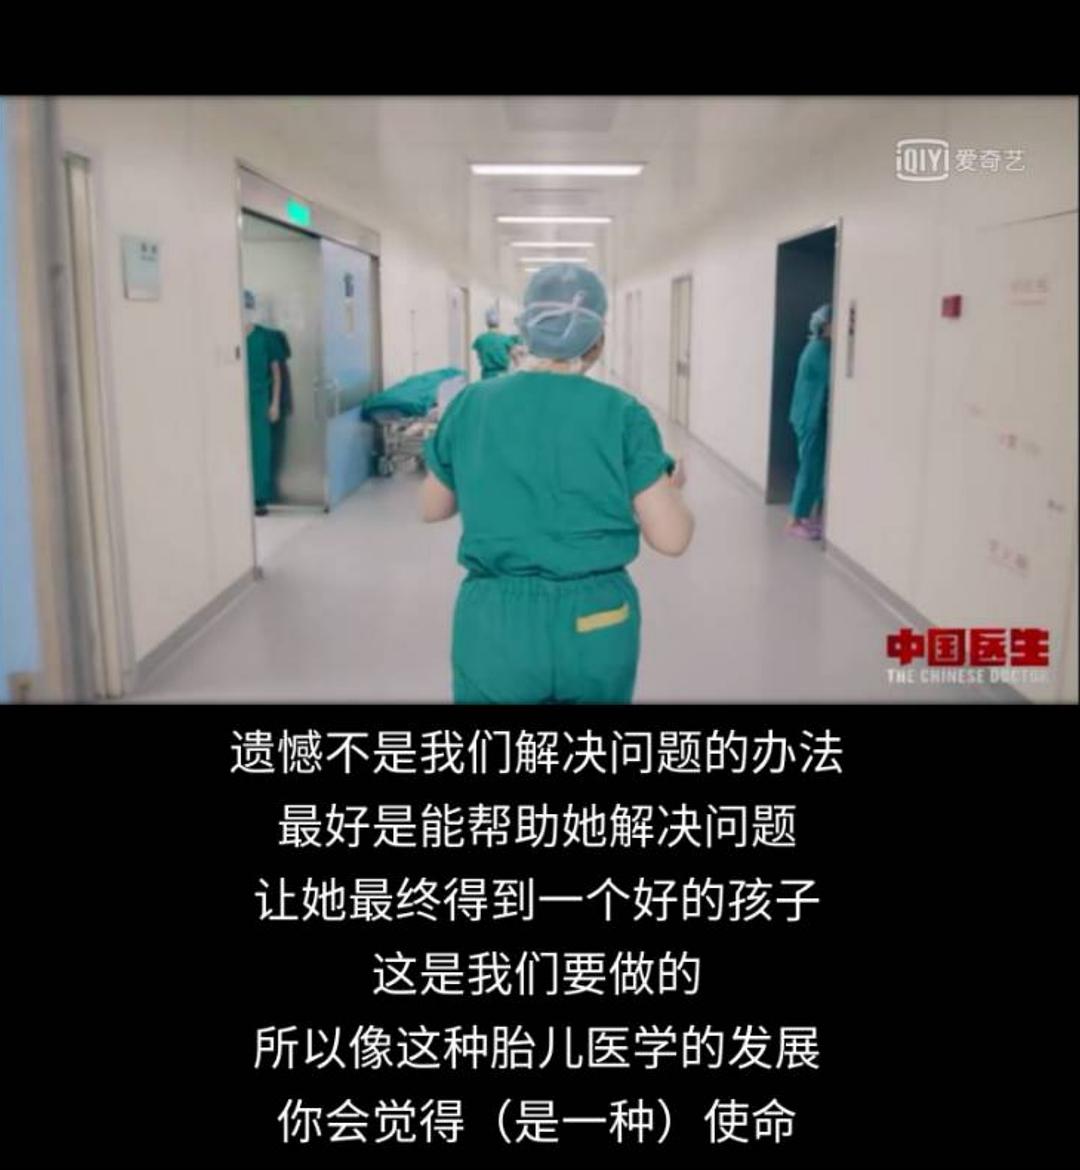 iQIYI 爱奇艺
中国医生
THE CHINESE DOCTOR
遗憾不是我们解决问题的办法
最好是能帮助她解决问题
让她最终得到一个好的孩子
这是我们要做的
所以像这种胎儿医学的发展
你会觉得（是一种）使命